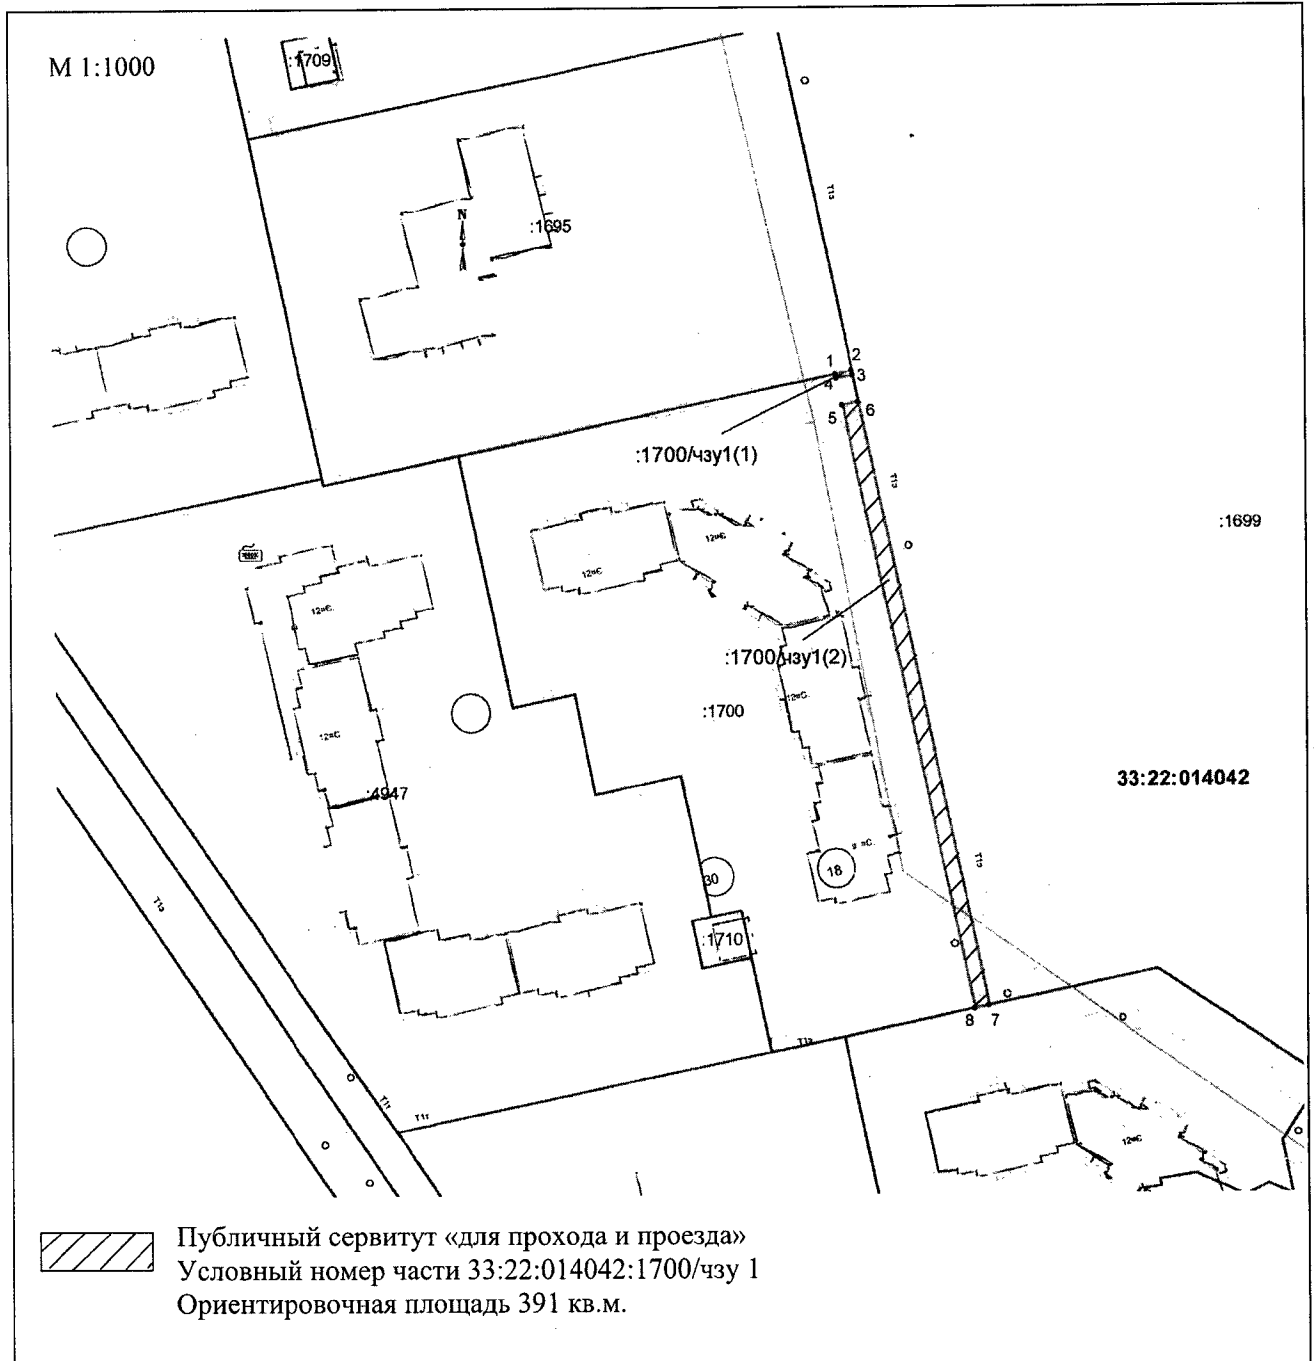 М 1:1000
:1709
N
:1695
1
2
3
4
5
6
:1700/чзу1(1)
:1699
:1700/чзу1(2)
:1700
33:22:014042
:4947
30
18
:1710
8
7
Публичный сервитут «для прохода и проезда»
Условный номер части 33:22:014042:1700/чзу 1
Ориентировочная площадь 391 кв.м.